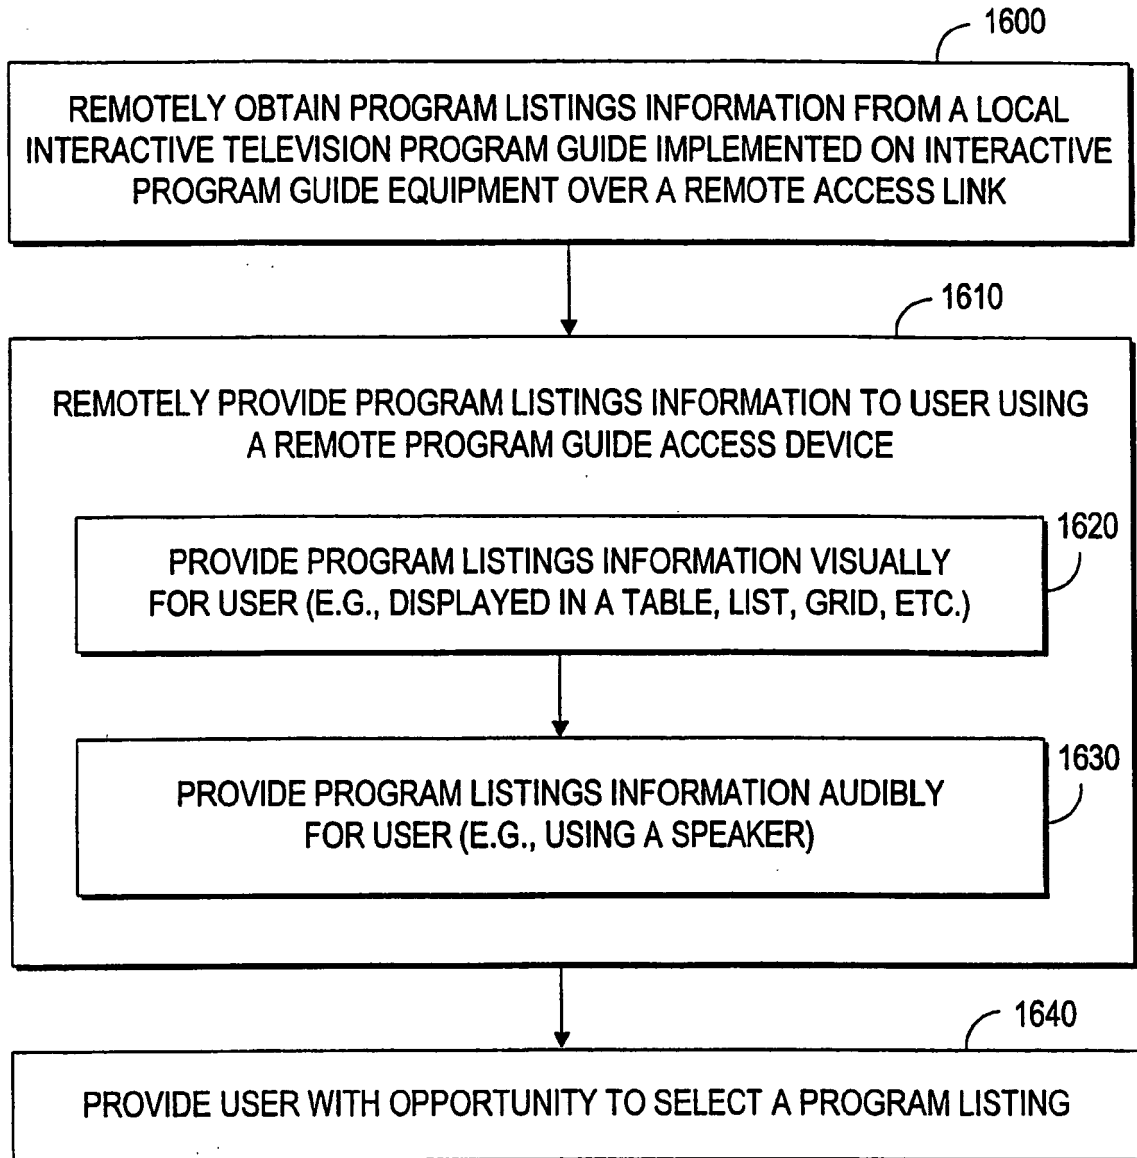 1600
REMOTELY OBTAIN PROGRAM LISTINGS INFORMATION FROM A LOCAL
INTERACTIVE TELEVISION PROGRAM GUIDE IMPLEMENTED ON INTERACTIVE
PROGRAM GUIDE EQUIPMENT OVER A REMOTE ACCESS LINK
1610
REMOTELY PROVIDE PROGRAM LISTINGS INFORMATION TO USER USING
A REMOTE PROGRAM GUIDE ACCESS DEVICE
1620
PROVIDE PROGRAM LISTINGS INFORMATION VISUALLY
FOR USER (E.G., DISPLAYED IN A TABLE, LIST, GRID, ETC.)
1630
PROVIDE PROGRAM LISTINGS INFORMATION AUDIBLY
FOR USER (E.G., USING A SPEAKER)
1640
PROVIDE USER WITH OPPORTUNITY TO SELECT A PROGRAM LISTING